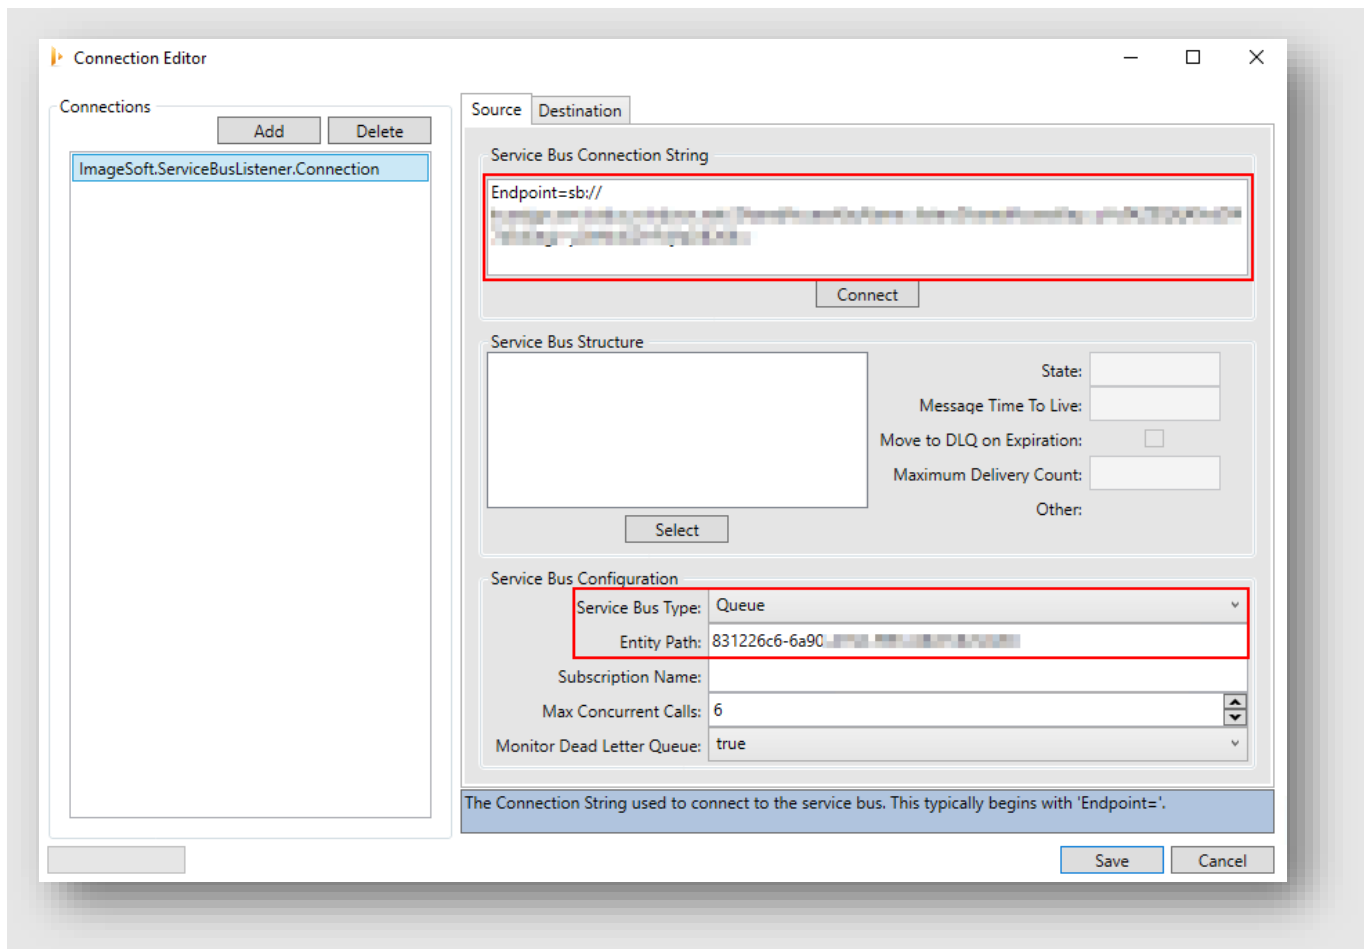 Connection Editor
Connections
Add
Delete
ImageSoft.ServiceBusListener.Connection
Source
Destination
Service Bus Connection String
Endpoint=sb://
Connect
Service Bus Structure
State:
Message Time To Live:
Move to DLQ on Expiration:
Maximum Delivery Count:
Other:
Select
Service Bus Configuration
Service Bus Type: Queue
Entity Path: 831226c6-6a90
Subscription Name:
Max Concurrent Calls: 6
Monitor Dead Letter Queue: true
The Connection String used to connect to the service bus. This typically begins with 'Endpoint='.
Save
Cancel